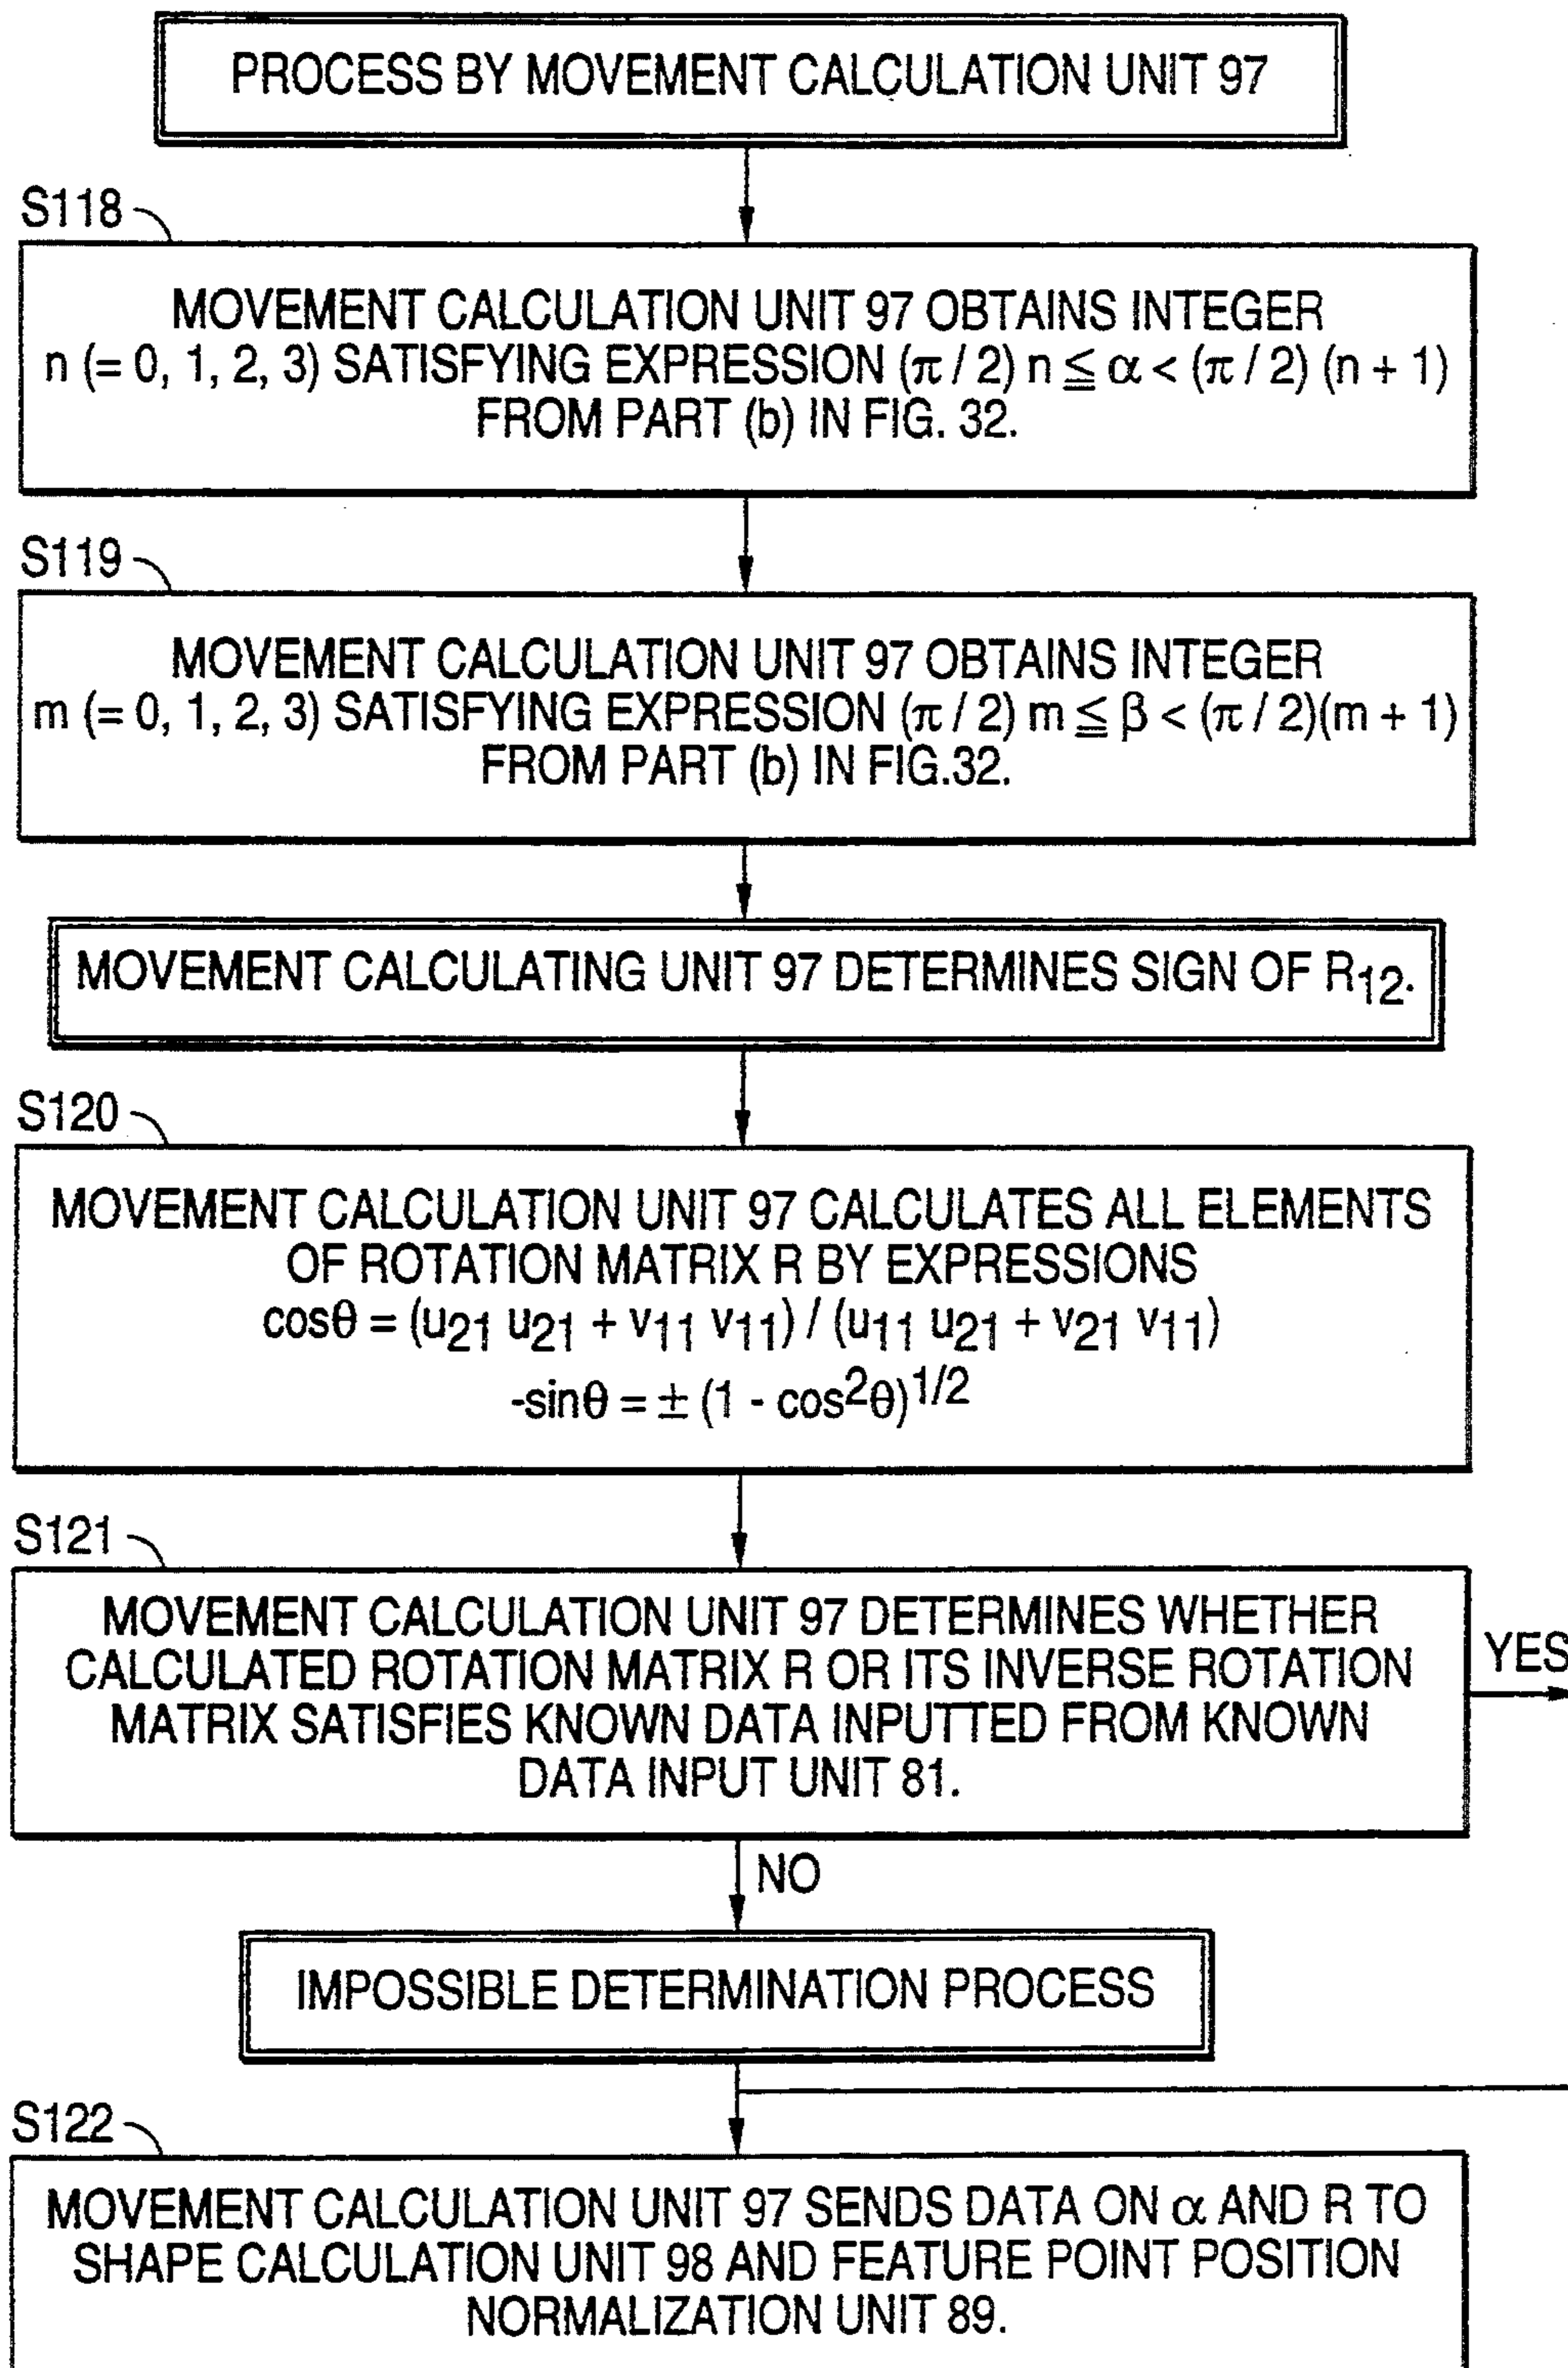 PROCESS BY MOVEMENT CALCULATION UNIT 97
S118
MOVEMENT CALCULATION UNIT 97 OBTAINS INTEGER
n (= 0, 1, 2, 3) SATISFYING EXPRESSION (π / 2) n ≦ α < (π / 2) (n + 1)
FROM PART (b) IN FIG. 32.
S119
MOVEMENT CALCULATION UNIT 97 OBTAINS INTEGER
m (= 0, 1, 2, 3) SATISFYING EXPRESSION (π / 2) m ≦ β < (π / 2)(m + 1)
FROM PART (b) IN FIG.32.
MOVEMENT CALCULATING UNIT 97 DETERMINES SIGN OF R₁₂.
S120
MOVEMENT CALCULATION UNIT 97 CALCULATES ALL ELEMENTS
OF ROTATION MATRIX R BY EXPRESSIONS
cosθ = (u₂₁ u₂₁ + v₁₁ v₁₁) / (u₁₁ u₂₁ + v₂₁ v₁₁)
-sinθ = ± (1 - cos²θ)¹/²
S121
MOVEMENT CALCULATION UNIT 97 DETERMINES WHETHER
CALCULATED ROTATION MATRIX R OR ITS INVERSE ROTATION
MATRIX SATISFIES KNOWN DATA INPUTTED FROM KNOWN
DATA INPUT UNIT 81.
YES
NO
IMPOSSIBLE DETERMINATION PROCESS
S122
MOVEMENT CALCULATION UNIT 97 SENDS DATA ON α AND R TO
SHAPE CALCULATION UNIT 98 AND FEATURE POINT POSITION
NORMALIZATION UNIT 89.